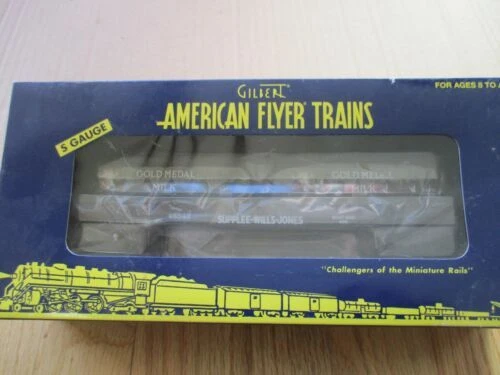 GILBERT
FOR AGES 8 TO
AMERICAN FLYER TRAINS
S GAUGE
GOLD MEDAL GOLD MEDAL
MILK MILK
SUPPLEE-WILLS-JONES
"Challengers of the Miniature Rails"